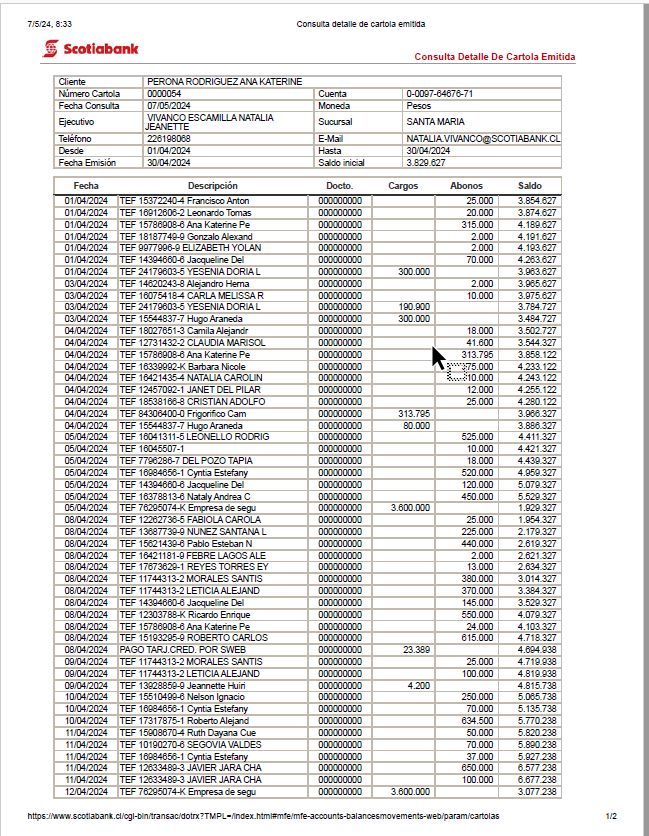 7/5/24, 8:33 Consulta detalle de cartola emitida
Scotiabank
Consulta Detalle De Cartola Emitida
Cliente PERONA RODRIGUEZ ANA KATERINE
Número Cartola 0000054 Cuenta 0-0097-64676-71
Fecha Consulta 07/05/2024 Moneda Pesos
Ejecutivo VIVANCO ESCAMILLA NATALIA JEANETTE Sucursal SANTA MARIA
Teléfono 226198068 E-Mail NATALIA.VIVANCO@SCOTIABANK.CL
Desde 01/04/2024 Hasta 30/04/2024
Fecha Emisión 30/04/2024 Saldo inicial 3.829.627
Fecha Descripción Docto. Cargos Abonos Saldo
01/04/2024 TEF 15372240-4 Francisco Anton 000000000 25.000 3.854.627
01/04/2024 TEF 16912606-2 Leonardo Tomas 000000000 20.000 3.874.627
01/04/2024 TEF 15786908-6 Ana Katerine Pe 000000000 315.000 4.189.627
01/04/2024 TEF 18187749-9 Gonzalo Alexand 000000000 2.000 4.191.627
01/04/2024 TEF 9977996-9 ELIZABETH YOLAN 000000000 2.000 4.193.627
01/04/2024 TEF 14394660-6 Jacqueline Del 000000000 70.000 4.263.627
01/04/2024 TEF 24179603-5 YESENIA DORIA L 000000000 300.000 3.963.627
03/04/2024 TEF 14620243-8 Alejandro Herna 000000000 2.000 3.965.627
03/04/2024 TEF 16075418-4 CARLA MELISSA R 000000000 10.000 3.975.627
03/04/2024 TEF 24179603-5 YESENIA DORIA L 000000000 190.900 3.784.727
03/04/2024 TEF 15544837-7 Hugo Araneda 000000000 300.000 3.484.727
04/04/2024 TEF 18027651-3 Camila Alejandr 000000000 18.000 3.502.727
04/04/2024 TEF 12731432-2 CLAUDIA MARISOL 000000000 41.600 3.544.327
04/04/2024 TEF 15786908-6 Ana Katerine Pe 000000000 313.795 3.858.122
04/04/2024 TEF 16339992-K Barbara Nicole 000000000 75.000 4.233.122
04/04/2024 TEF 16421435-4 NATALIA CAROLIN 000000000 10.000 4.243.122
04/04/2024 TEF 12457092-1 JANET DEL PILAR 000000000 12.000 4.255.122
04/04/2024 TEF 18538166-8 CRISTIAN ADOLFO 000000000 25.000 4.280.122
04/04/2024 TEF 84306400-0 Frigorifico Cam 000000000 313.795 3.966.327
04/04/2024 TEF 15544837-7 Hugo Araneda 000000000 80.000 3.886.327
05/04/2024 TEF 16041311-5 LEONELLO RODRIG 000000000 525.000 4.411.327
05/04/2024 TEF 16045507-1 000000000 10.000 4.421.327
05/04/2024 TEF 7796286-7 DEL POZO TAPIA 000000000 18.000 4.439.327
05/04/2024 TEF 16984656-1 Cyntia Estefany 000000000 520.000 4.959.327
05/04/2024 TEF 14394660-6 Jacqueline Del 000000000 120.000 5.079.327
05/04/2024 TEF 16378813-6 Nataly Andrea C 000000000 450.000 5.529.327
05/04/2024 TEF 76295074-K Empresa de segu 000000000 3.600.000 1.929.327
08/04/2024 TEF 12262736-5 FABIOLA CAROLA 000000000 25.000 1.954.327
08/04/2024 TEF 13687739-9 NUNEZ SANTANA L 000000000 225.000 2.179.327
08/04/2024 TEF 15621439-6 Pablo Esteban N 000000000 440.000 2.619.327
08/04/2024 TEF 16421181-9 FEBRE LAGOS ALE 000000000 2.000 2.621.327
08/04/2024 TEF 17673629-1 REYES TORRES EY 000000000 13.000 2.634.327
08/04/2024 TEF 11744313-2 MORALES SANTIS 000000000 380.000 3.014.327
08/04/2024 TEF 11744313-2 LETICIA ALEJAND 000000000 370.000 3.384.327
08/04/2024 TEF 14394660-6 Jacqueline Del 000000000 145.000 3.529.327
08/04/2024 TEF 12303788-K Ricardo Enrique 000000000 550.000 4.079.327
08/04/2024 TEF 15786908-6 Ana Katerine Pe 000000000 24.000 4.103.327
08/04/2024 TEF 15193295-9 ROBERTO CARLOS 000000000 615.000 4.718.327
08/04/2024 PAGO TARJ.CRED. POR SWEB 000000000 23.389 4.694.938
09/04/2024 TEF 11744313-2 MORALES SANTIS 000000000 25.000 4.719.938
09/04/2024 TEF 11744313-2 LETICIA ALEJAND 000000000 100.000 4.819.938
09/04/2024 TEF 13928859-9 Jeannette Huiri 000000000 4.200 4.815.738
10/04/2024 TEF 15510499-6 Nelson Ignacio 000000000 250.000 5.065.738
10/04/2024 TEF 16984656-1 Cyntia Estefany 000000000 70.000 5.135.738
10/04/2024 TEF 17317875-1 Roberto Alejand 000000000 634.500 5.770.238
11/04/2024 TEF 15908670-4 Ruth Dayana Cue 000000000 50.000 5.820.238
11/04/2024 TEF 10190270-6 SEGOVIA VALDES 000000000 70.000 5.890.238
11/04/2024 TEF 16984656-1 Cyntia Estefany 000000000 37.000 5.927.238
11/04/2024 TEF 12633489-3 JAVIER JARA CHA 000000000 650.000 6.577.238
11/04/2024 TEF 12633489-3 JAVIER JARA CHA 000000000 100.000 6.677.238
12/04/2024 TEF 76295074-K Empresa de segu 000000000 3.600.000 3.077.238
https://www.scotiabank.cl/cgi-bin/transac/dotrx?TMPL=/index.html#mfe/mfe-accounts-balancesmovements-web/param/cartolas 1/2